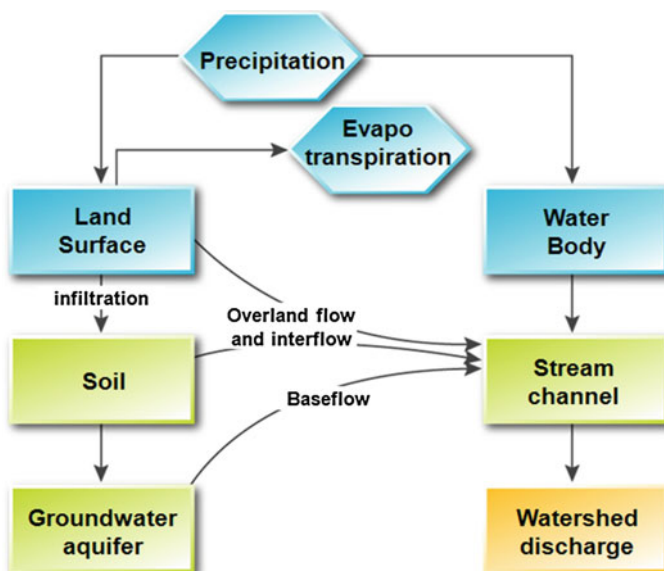 Precipitation
Evapo
transpiration
Land
Surface
Water
Body
infiltration
Overland flow
and interflow
Soil
Stream
channel
Baseflow
Groundwater
aquifer
Watershed
discharge